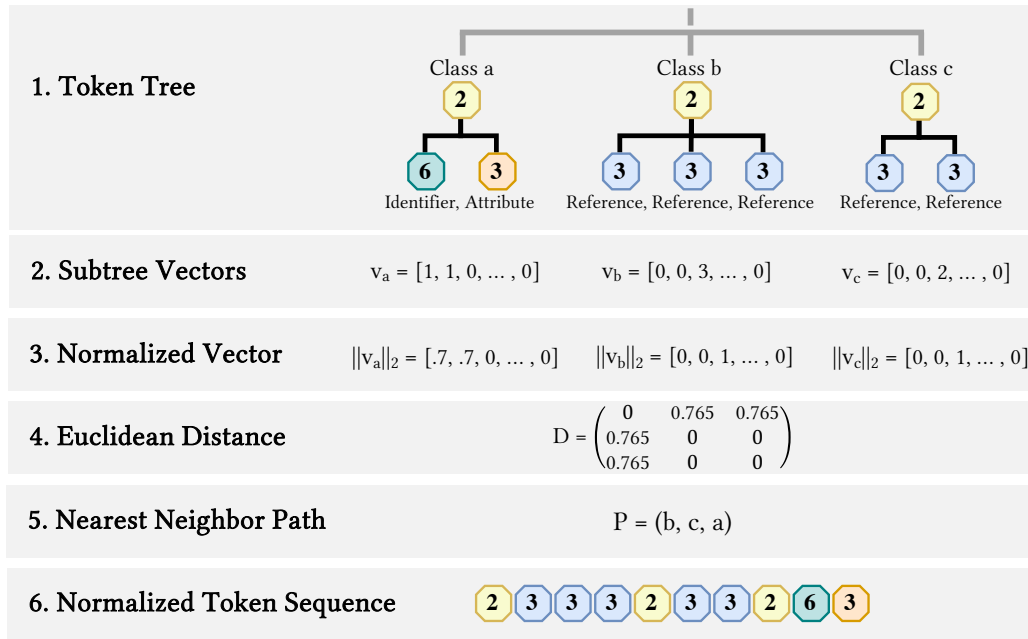 1. Token Tree
Class a Class b Class c
2 2 2
6 3 3 3 3 3 3
Identifier, Attribute Reference, Reference, Reference Reference, Reference
2. Subtree Vectors
vₐ = [1, 1, 0, ... , 0] v_b = [0, 0, 3, ... , 0] v_c = [0, 0, 2, ... , 0]
3. Normalized Vector
||vₐ||₂ = [.7, .7, 0, ... , 0] ||v_b||₂ = [0, 0, 1, ... , 0] ||v_c||₂ = [0, 0, 1, ... , 0]
4. Euclidean Distance
0 0.765 0.765
D = 0.765 0 0
0.765 0 0
5. Nearest Neighbor Path
P = (b, c, a)
6. Normalized Token Sequence
2 3 3 3 2 3 3 2 6 3